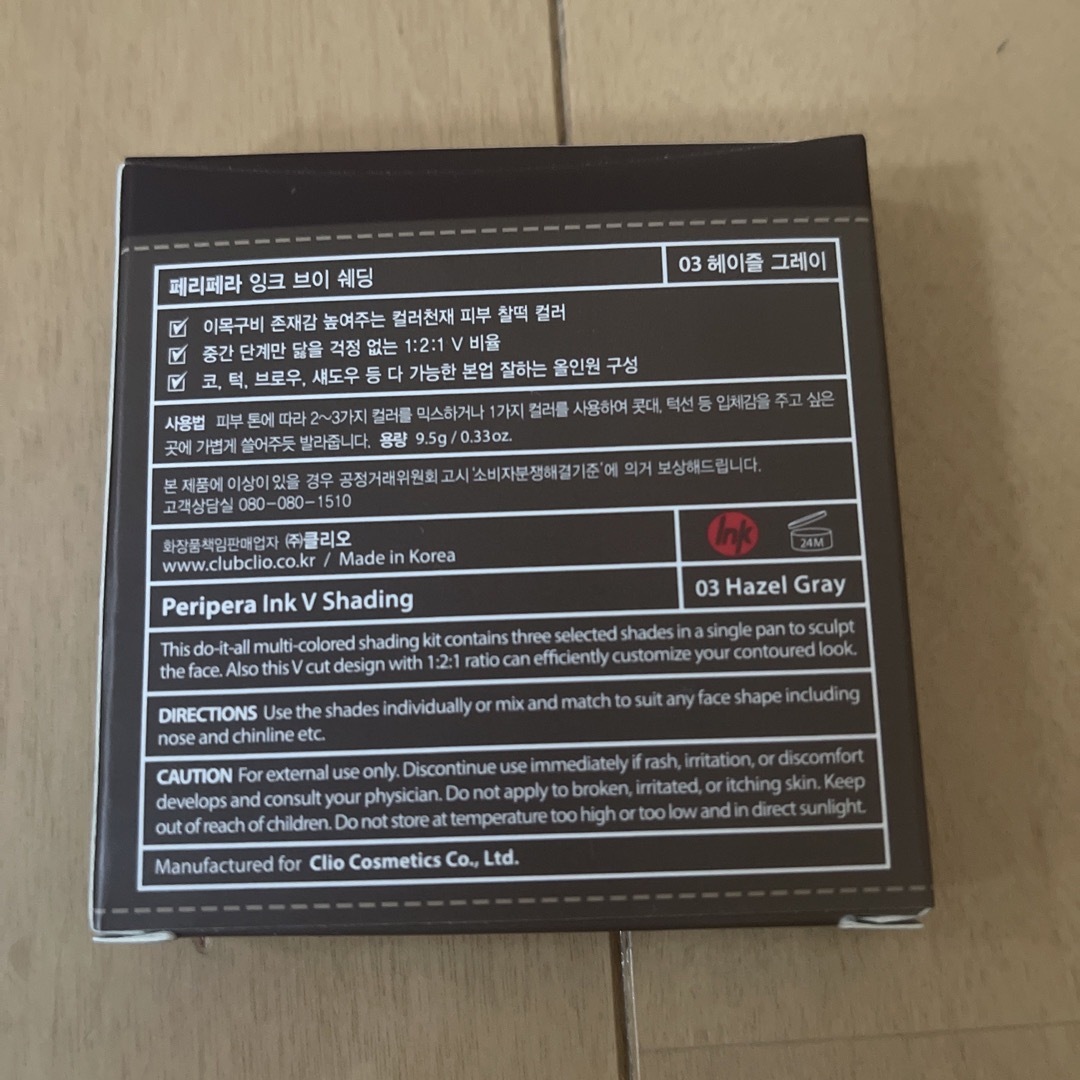 페리페라 잉크 브이 쉐딩
03 헤이즐 그레이
이목구비 존재감 높여주는 컬러천재 피부 찰떡 컬러
중간 단계만 닳을 걱정 없는 1:2:1 V 비율
코, 턱, 브로우, 섀도우 등 다 가능한 본업 잘하는 올인원 구성
사용법 피부 톤에 따라 2~3가지 컬러를 믹스하거나 1가지 컬러를 사용하여 콧대, 턱선 등 입체감을 주고 싶은
곳에 가볍게 쓸어주듯 발라줍니다. 용량 9.5g / 0.33oz.
본 제품에 이상이 있을 경우 공정거래위원회 고시 '소비자분쟁해결기준'에 의거 보상해드립니다.
고객상담실 080-080-1510
화장품책임판매업자 (주)클리오
www.clubclio.co.kr / Made in Korea
Ink
24M
Peripera Ink V Shading
03 Hazel Gray
This do-it-all multi-colored shading kit contains three selected shades in a single pan to sculpt
the face. Also this V cut design with 1:2:1 ratio can efficiently customize your contoured look.
DIRECTIONS Use the shades individually or mix and match to suit any face shape including
nose and chinline etc.
CAUTION For external use only. Discontinue use immediately if rash, irritation, or discomfort
develops and consult your physician. Do not apply to broken, irritated, or itching skin. Keep
out of reach of children. Do not store at temperature too high or too low and in direct sunlight.
Manufactured for Clio Cosmetics Co., Ltd.